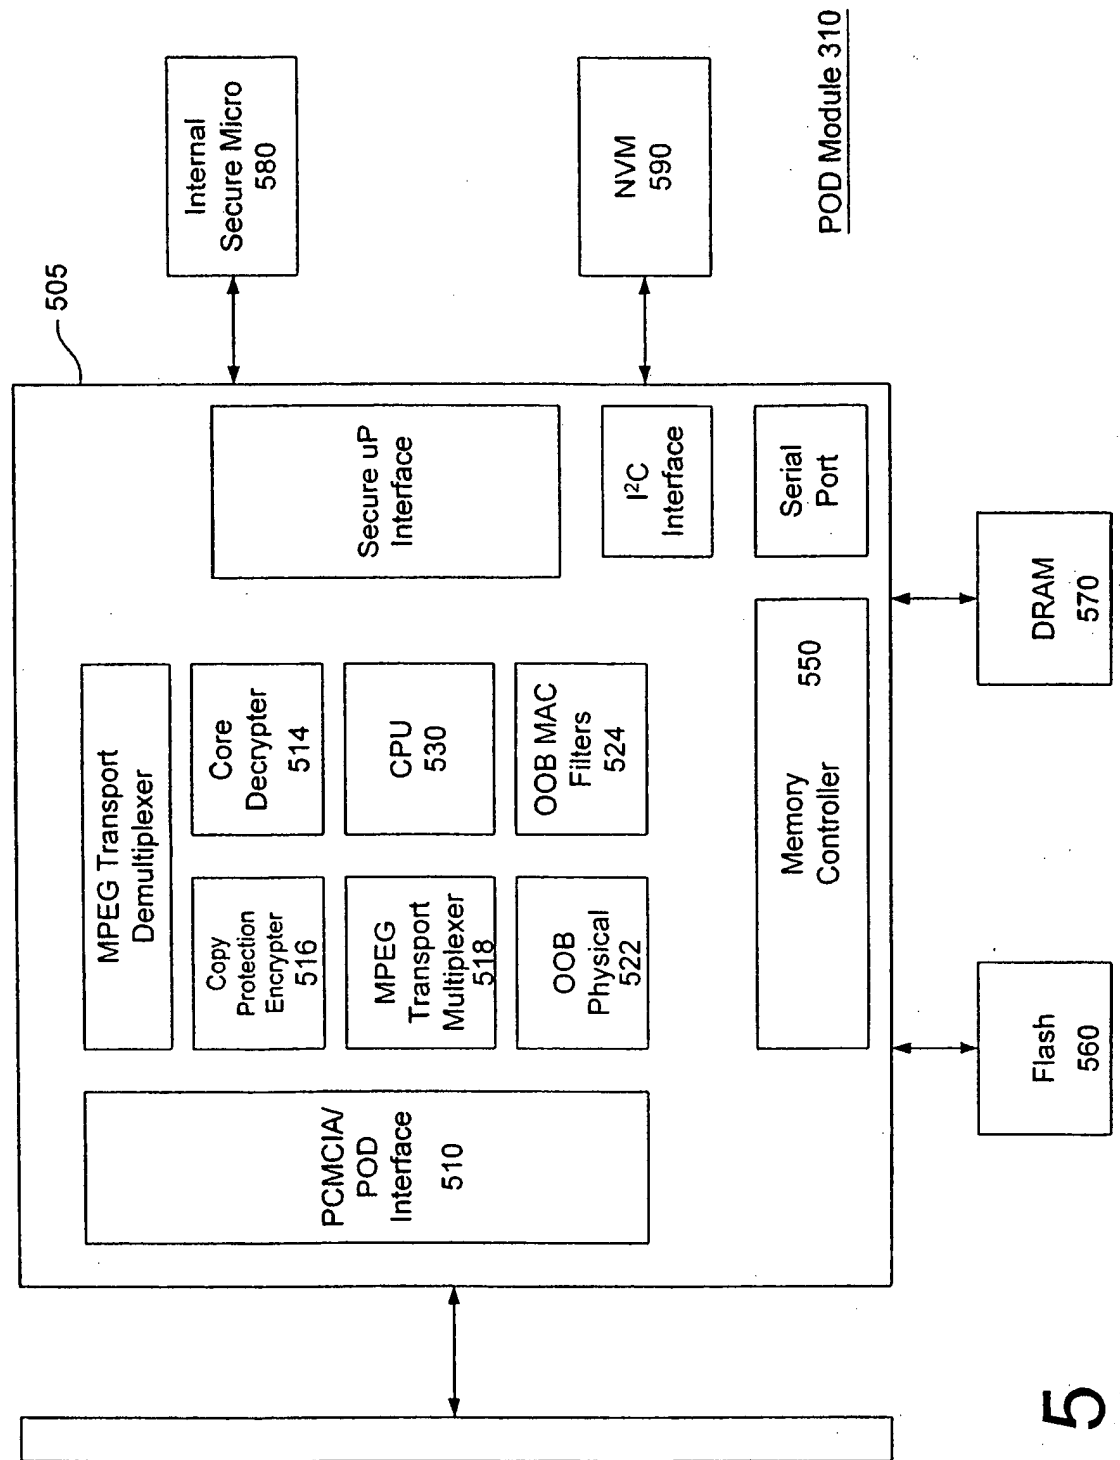 505
MPEG Transport
Demultiplexer
PCMCIA/
POD
Interface
510
Copy
Protection
Encrypter
516
Core
Decrypter
514
MPEG
Transport
Multiplexer
518
CPU
530
OOB
Physical
522
OOB MAC
Filters
524
Secure uP
Interface
I²C
Interface
Serial
Port
Memory
Controller
550
Internal
Secure Micro
580
NVM
590
Flash
560
DRAM
570
POD Module 310
5